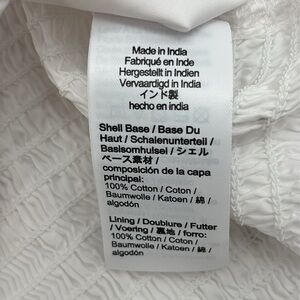 Made in India
Fabriqué en Inde
Hergestellt in Indien
Vervaardigd in India
インド製
hecho en india
Shell Base / Base Du
Haut / Schalenunterteil /
Basisomhulsel / シェル
ベース素材 /
composición de la capa
principal:
100% Cotton / Coton /
Baumwolle / Katoen / 綿 /
algodón
Lining / Doublure / Futter
/ Voering / 裏地 / forro:
100% Cotton / Coton /
Baumwolle / Katoen / 綿 /
algodón